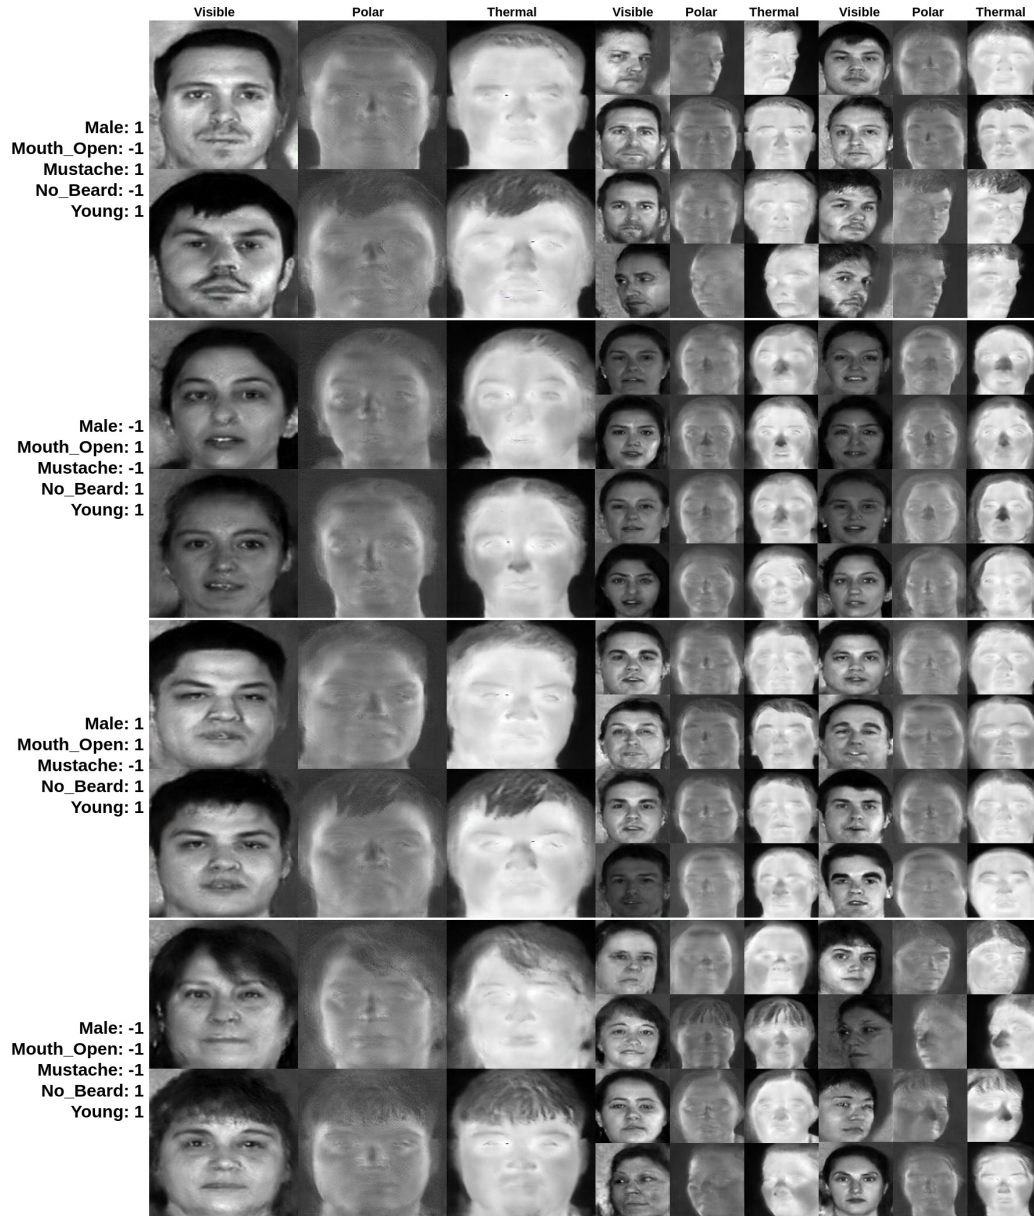 Visible Polar Thermal Visible Polar Thermal Visible Polar Thermal
Male: 1
Mouth_Open: -1
Mustache: 1
No_Beard: -1
Young: 1
Male: -1
Mouth_Open: 1
Mustache: -1
No_Beard: 1
Young: 1
Male: 1
Mouth_Open: 1
Mustache: -1
No_Beard: 1
Young: 1
Male: -1
Mouth_Open: -1
Mustache: -1
No_Beard: 1
Young: 1